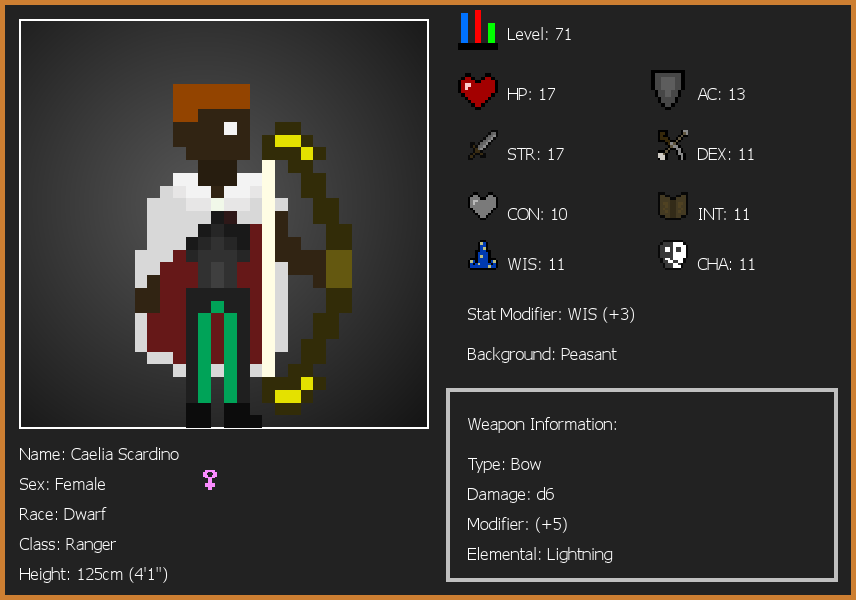 Level: 71
HP: 17
AC: 13
STR: 17
DEX: 11
CON: 10
INT: 11
WIS: 11
CHA: 11
Stat Modifier: WIS (+3)
Background: Peasant
Weapon Information:
Type: Bow
Damage: d6
Modifier: (+5)
Elemental: Lightning
Name: Caelia Scardino
Sex: Female
Race: Dwarf
Class: Ranger
Height: 125cm (4'1")